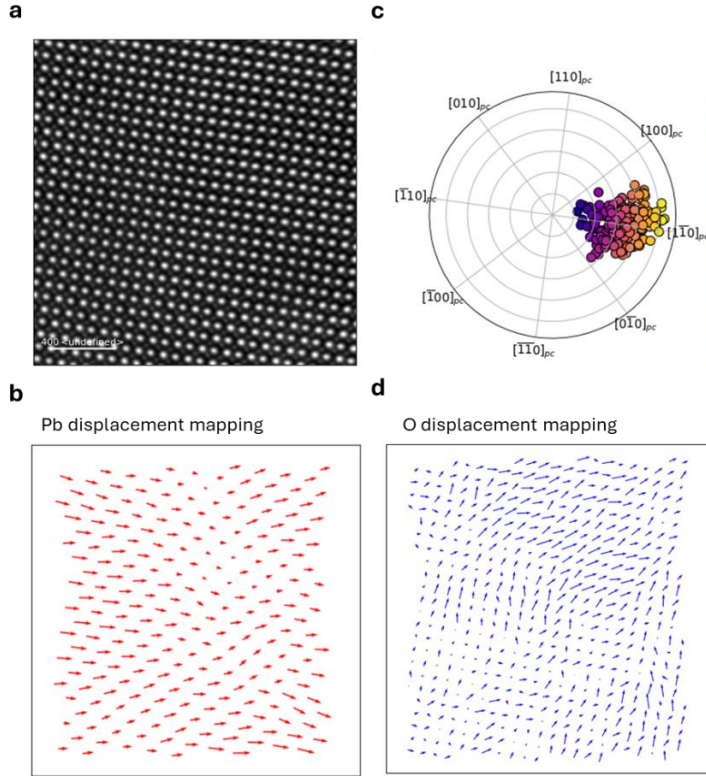 a
400 <undefined>
c
[110]pc
[010]pc
[100]pc
[1̅10]pc
[11̅0]pc
[1̅00]pc
[01̅0]pc
[1̅1̅0]pc
b
Pb displacement mapping
d
O displacement mapping